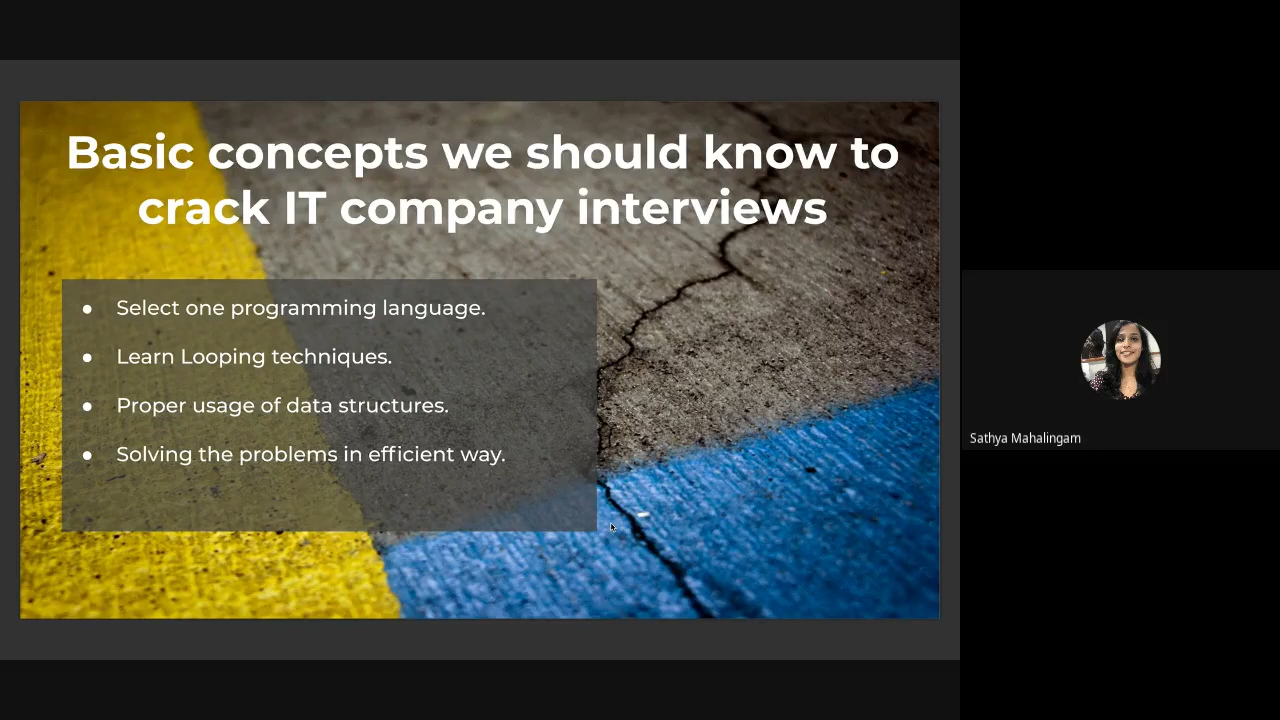 Basic concepts we should know to
crack IT company interviews
● Select one programming language.
● Learn Looping techniques.
● Proper usage of data structures.
● Solving the problems in efficient way.
Sathya Mahalingam